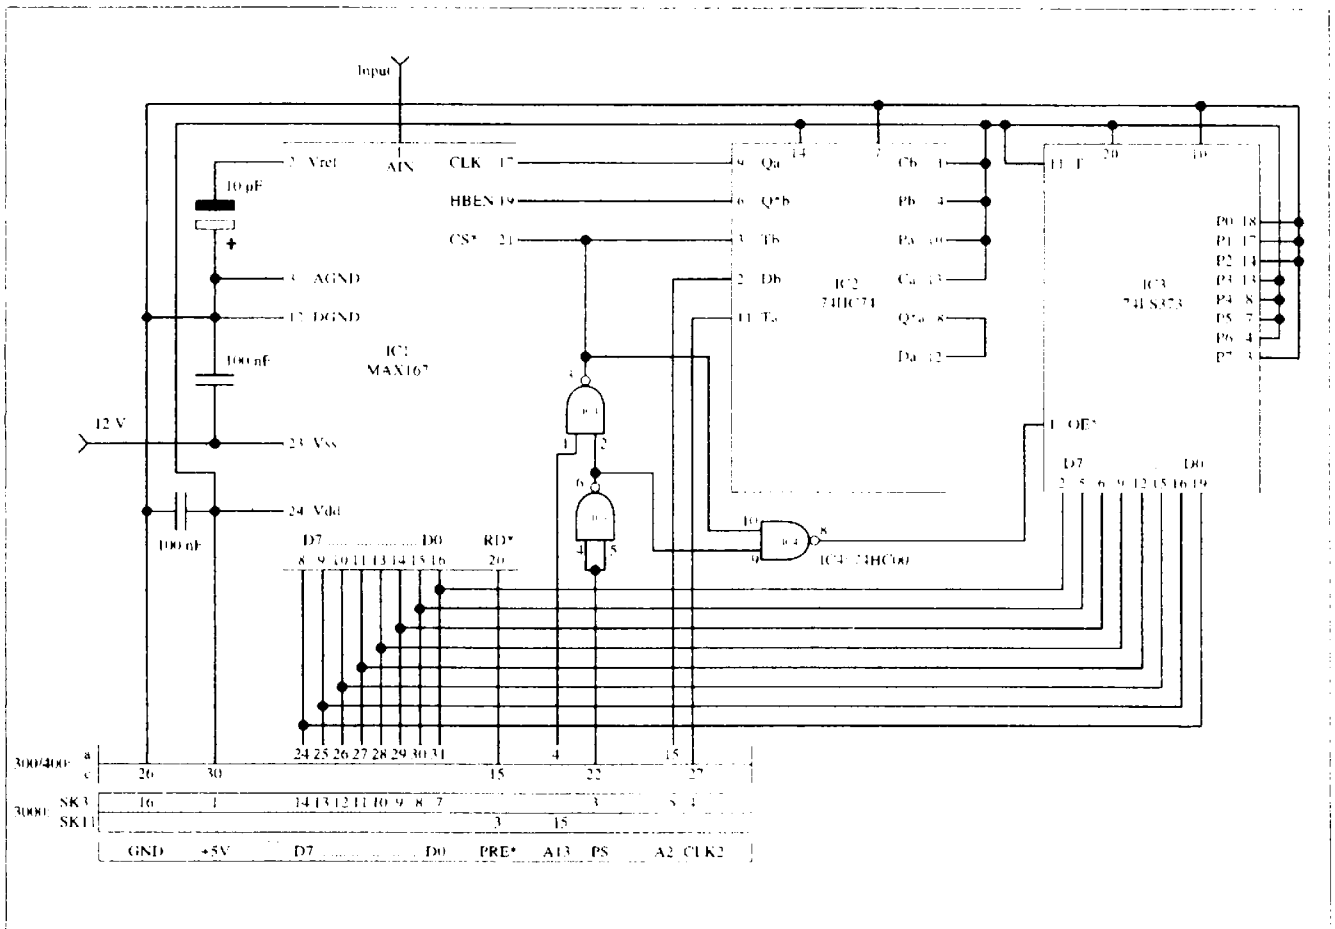 Input
2 Vref
1
AIN
CLK 17
HBEN 19
CS* 21
10 µF
+
3 AGND
12 DGND
100 nF
12 V
23 Vss
24 Vdd
100 nF
IC1
MAX167
D7 .................... D0
8 9 10 11 13 14 15 16
RD*
20
14
7
9 Qa
6 Q*b
3 Tb
2 Db
11 Ta
Cb 1
Pb 4
Pa 10
Ca 13
Q*a 8
Da 12
IC2
74HC74
3
1 2
6
4 5
10
9
8
IC4
IC4: 74HC00
11 T
20
10
P0 18
P1 17
P2 14
P3 13
P4 8
P5 7
P6 4
P7 3
IC3
74LS373
1 OE*
D7 D0
2 5 6 9 12 15 16 19
300/400: a 24 25 26 27 28 29 30 31 4 15
c 26 30 15 22 27
3000: SK3 16 1 14 13 12 11 10 9 8 7 3 5 4
SK11 3 15
GND +5V D7 .................... D0 PRE* A13 PS A2 CLK2